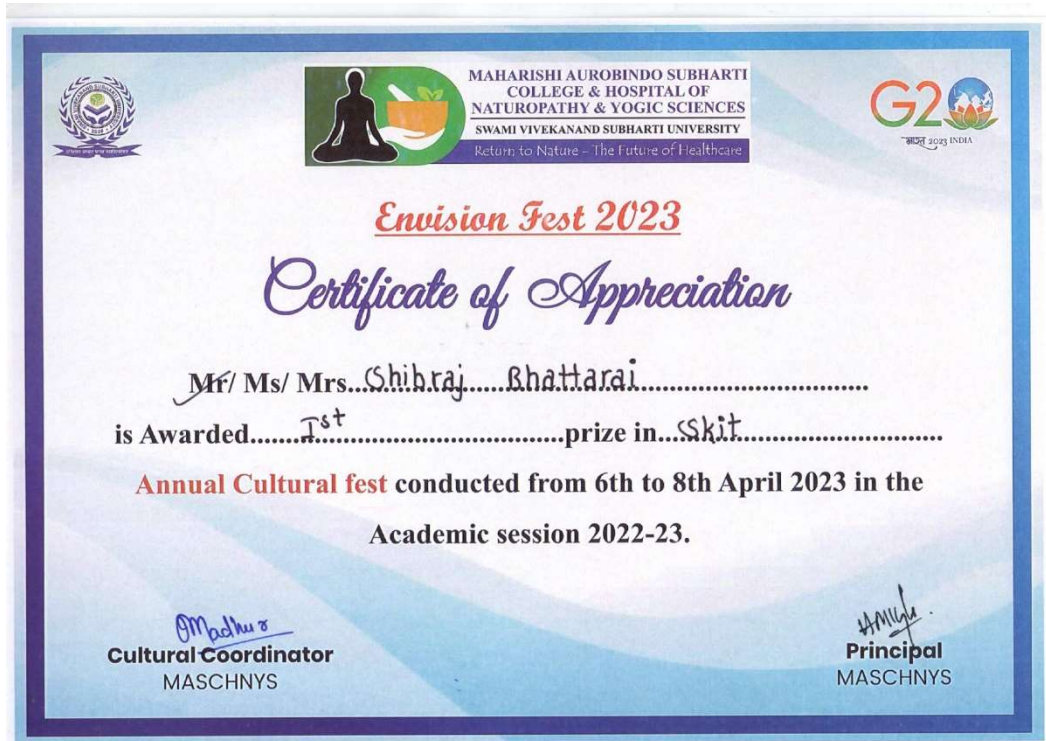 MAHARISHI AUROBINDO SUBHARTI
COLLEGE & HOSPITAL OF
NATUROPATHY & YOGIC SCIENCES
SWAMI VIVEKANAND SUBHARTI UNIVERSITY
Return to Nature – The Future of Healthcare
G20
भारत 2023 INDIA
Envision Fest 2023
Certificate of Appreciation
Mr/ Ms/ Mrs...Shibraj.....Bhattarai.................................
is Awarded.......Ist.................................prize in...Skit.............................
Annual Cultural fest conducted from 6th to 8th April 2023 in the
Academic session 2022-23.
Madhur
Cultural Coordinator
MASCHNYS
Principal
MASCHNYS